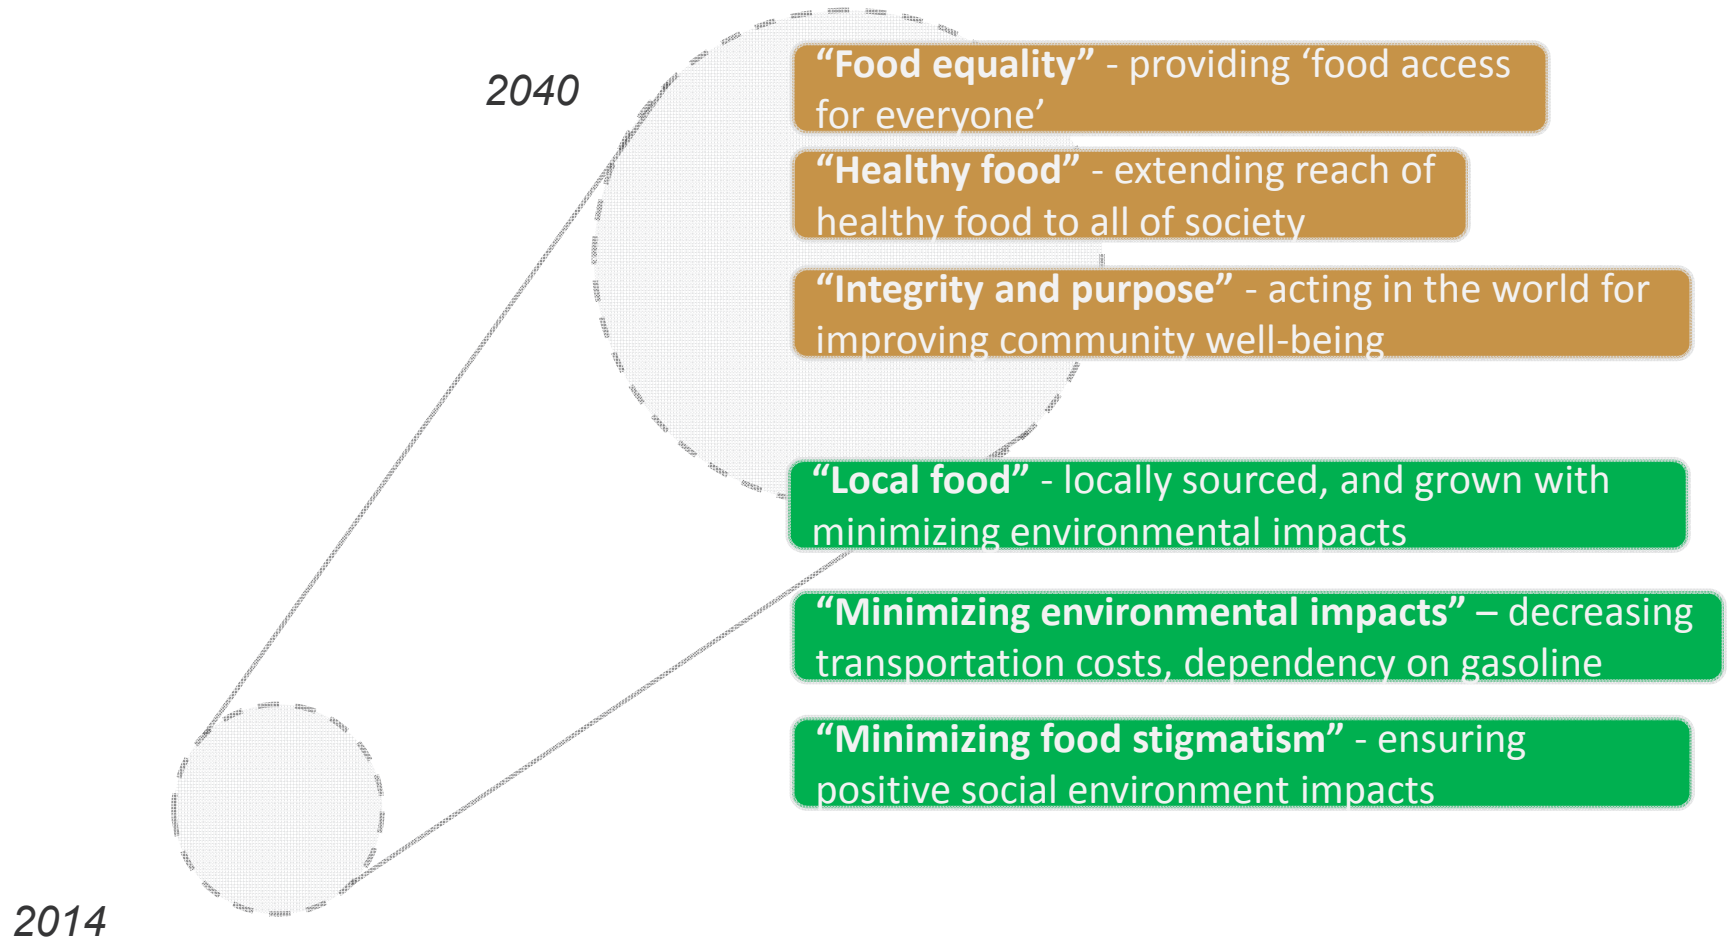 2040
“Food equality” - providing ‘food access
for everyone’
“Healthy food” - extending reach of
healthy food to all of society
“Integrity and purpose” - acting in the world for
improving community well-being
“Local food” - locally sourced, and grown with
minimizing environmental impacts
“Minimizing environmental impacts” – decreasing
transportation costs, dependency on gasoline
“Minimizing food stigmatism” - ensuring
positive social environment impacts
2014